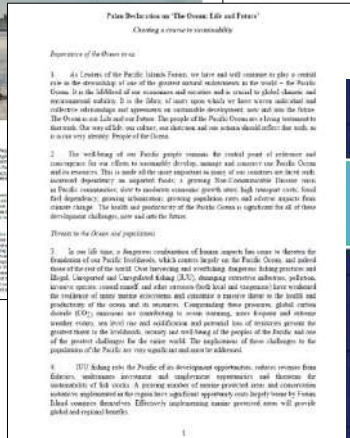 Palau Declaration on 'The Ocean: Life and Future'
Charting a course to sustainability
Importance of the Ocean to us
1. As Leaders of the Pacific Islands Forum, we have and will continue to play a central
role in the stewardship of one of the greatest natural endowments in the world – the Pacific
Ocean. It is the lifeblood of our economies and societies and is crucial to global climatic and
environmental stability. It is the fabric of unity upon which we have woven individual and
collective relationships and agreements on sustainable development, now and into the future.
The Ocean is our Life and our Future. The people of the Pacific Ocean are a living testament to
that truth. Our way of life, our culture, our directions and our actions should reflect this truth, as
it is our very identity: People of the Ocean.
2. The well-being of our Pacific people remains the central point of reference and
convergence for our efforts to sustainably develop, manage and conserve our Pacific Ocean
and its resources. This is made all the more important as many of our countries are faced with:
increased dependency on imported foods; a growing Non-Communicable Disease crisis
in Pacific communities; slow to moderate economic growth rates; high transport costs; fossil
fuel dependency; growing urbanisation; growing population rates and adverse impacts from
climate change. The health and productivity of the Pacific Ocean is significant for all of these
development challenges, now and into the future.
Threats to the Ocean and populations
3. In our life time, a dangerous combination of human impacts has come to threaten the
foundation of our Pacific livelihoods, which centres largely on the Pacific Ocean, and indeed
those of the rest of the world. Over harvesting and overfishing, dangerous fishing practices and
Illegal, Unreported and Unregulated fishing (IUU), damaging extractive industries, pollution,
invasive species, coastal runoff, and other stressors (both local and exogenous) have weakened
the resilience of many marine ecosystems and constitute a massive threat to the health and
productivity of the ocean and its resources. Compounding these pressures, global carbon
dioxide (CO2) emissions are contributing to ocean warming, more frequent and extreme
weather events, sea level rise and acidification and potential loss of resources present the
greatest threat to the livelihoods, security and well-being of the peoples of the Pacific and one
of the greatest challenges for the entire world. The implications of these challenges to the
populations of the Pacific are very significant and must be addressed.
4. IUU fishing robs the Pacific of its development opportunities, reduces revenue from
fisheries, undermines investment and employment opportunities and threatens the
sustainability of fish stocks. A growing number of marine protected areas and conservation
initiatives implemented in the region have significant opportunity costs largely borne by Forum
Island countries themselves. Effectively implementing marine protected areas will provide
global and regional benefits.
1